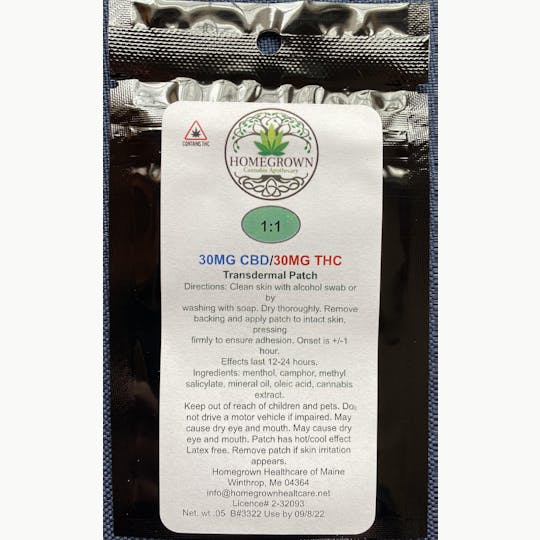 CONTAINS THC
HOMEGROWN
Cannabis Apothecary
1:1
30MG CBD/30MG THC
Transdermal Patch
Directions: Clean skin with alcohol swab or
by
washing with soap. Dry thoroughly. Remove
backing and apply patch to intact skin,
pressing
firmly to ensure adhesion. Onset is +/-1
hour.
Effects last 12-24 hours.
Ingredients: menthol, camphor, methyl
salicylate, mineral oil, oleic acid, cannabis
extract.
Keep out of reach of children and pets. Do
not drive a motor vehicle if impaired. May
cause dry eye and mouth. May cause dry
eye and mouth. Patch has hot/cool effect
Latex free. Remove patch if skin irritation
appears.
Homegrown Healthcare of Maine
Winthrop, Me 04364
info@homegrownhealthcare.net
Licence# 2-32093
Net. wt .05 B#3322 Use by 09/8/22